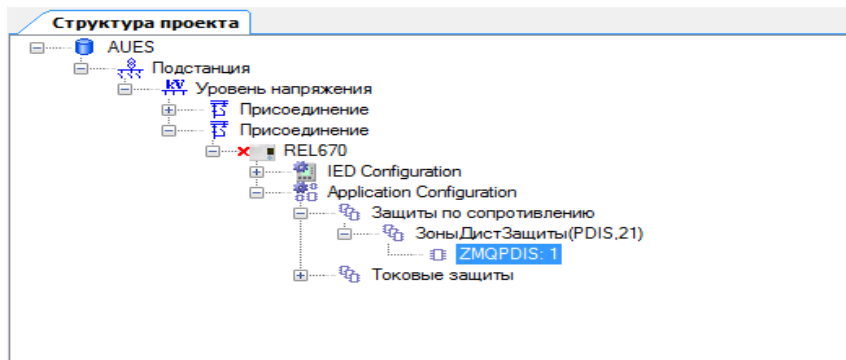 Структура проекта
AUES
Подстанция
Уровень напряжения
Присоединение
Присоединение
REL670
IED Configuration
Application Configuration
Защиты по сопротивлению
ЗоныДистЗащиты(PDIS,21)
ZMQPDIS: 1
Токовые защиты